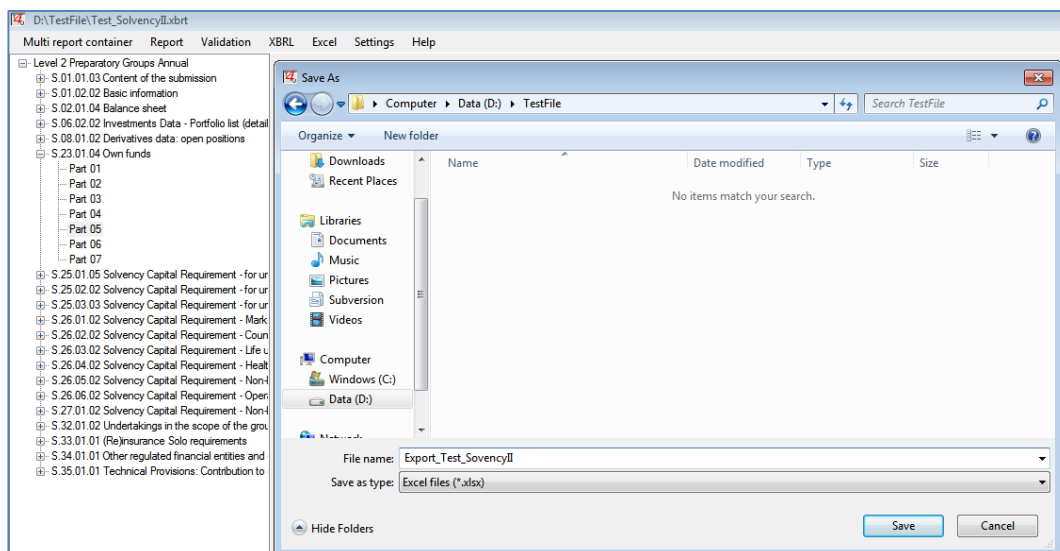 D:\TestFile\Test_SolvencyII.xbrt
Multi report container Report Validation XBRL Excel Settings Help
Level 2 Preparatory Groups Annual
S.01.01.03 Content of the submission
S.01.02.02 Basic information
S.02.01.04 Balance sheet
S.06.02.02 Investments Data - Portfolio list (detail
S.08.01.02 Derivatives data: open positions
S.23.01.04 Own funds
Part 01
Part 02
Part 03
Part 04
Part 05
Part 06
Part 07
S.25.01.05 Solvency Capital Requirement - for ur
S.25.02.02 Solvency Capital Requirement - for ur
S.25.03.03 Solvency Capital Requirement - for ur
S.26.01.02 Solvency Capital Requirement - Mark
S.26.02.02 Solvency Capital Requirement - Coun
S.26.03.02 Solvency Capital Requirement - Life u
S.26.04.02 Solvency Capital Requirement - Healt
S.26.05.02 Solvency Capital Requirement - Non-l
S.26.06.02 Solvency Capital Requirement - Oper
S.27.01.02 Solvency Capital Requirement - Non-l
S.32.01.02 Undertakings in the scope of the grou
S.33.01.01 (Re)insurance Solo requirements
S.34.01.01 Other regulated financial entities and
S.35.01.01 Technical Provisions: Contribution to
Save As
Computer Data (D:) TestFile
Search TestFile
Organize New folder
Downloads
Recent Places
Libraries
Documents
Music
Pictures
Subversion
Videos
Computer
Windows (C:)
Data (D:)
Network
Name Date modified Type Size
No items match your search.
File name: Export_Test_SovencyII
Save as type: Excel files (*.xlsx)
Hide Folders
Save Cancel